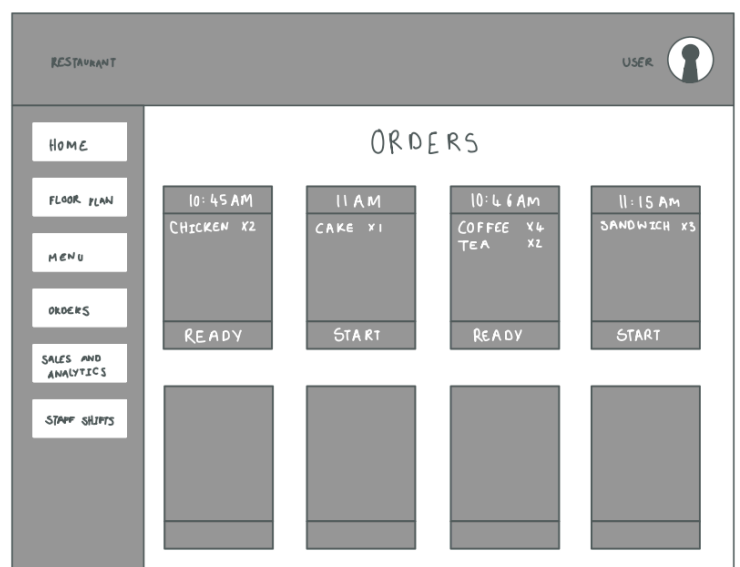 RESTAURANT
USER
HOME
FLOOR PLAN
MENU
ORDERS
SALES AND
ANALYTICS
STAFF SHIFTS
ORDERS
10:45 AM
CHICKEN X2
READY
11 AM
CAKE X1
START
10:46 AM
COFFEE X4
TEA X2
READY
11:15 AM
SANDWICH X3
START